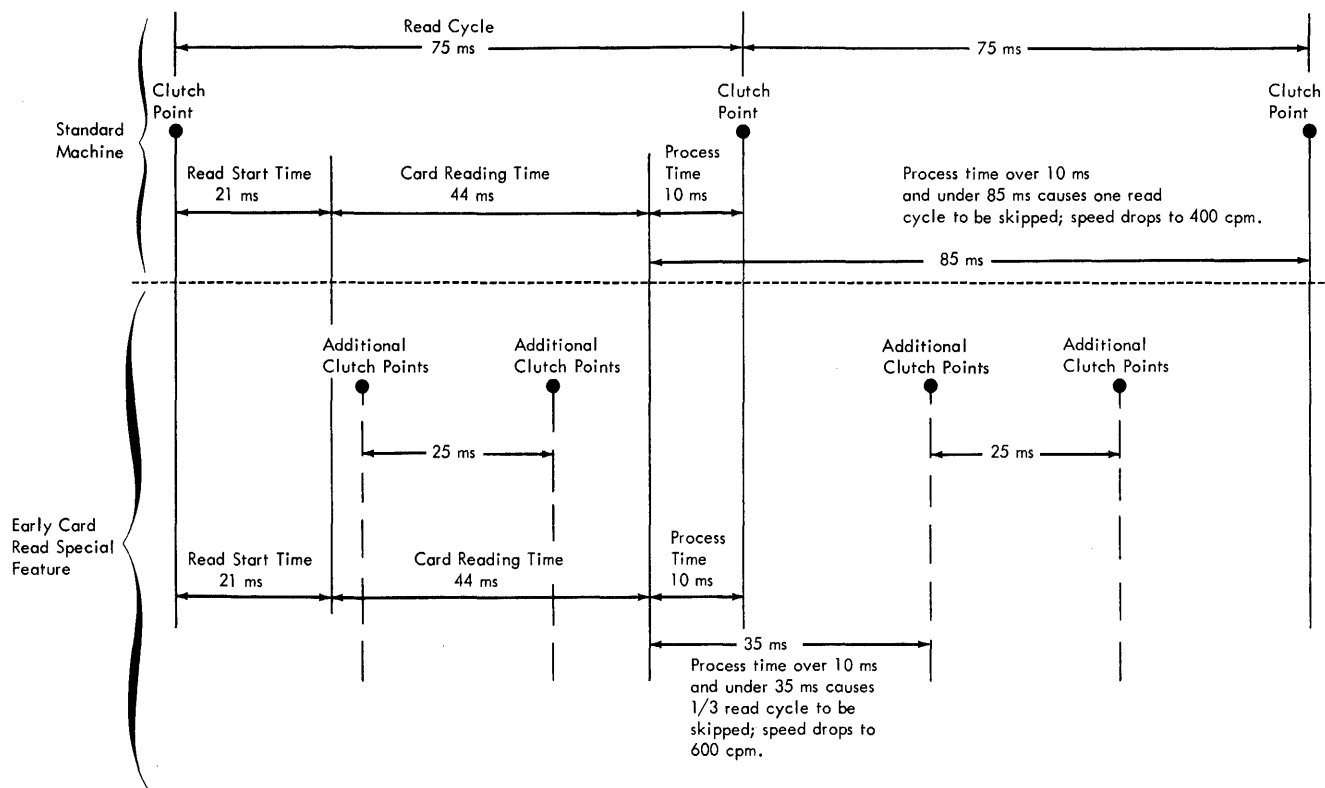 Read Cycle
75 ms
75 ms
Clutch
Point
Clutch
Point
Clutch
Point
Standard
Machine
Read Start Time
21 ms
Card Reading Time
44 ms
Process
Time
10 ms
Process time over 10 ms
and under 85 ms causes one read
cycle to be skipped; speed drops to 400 cpm.
85 ms
Additional
Clutch Points
Additional
Clutch Points
Additional
Clutch Points
Additional
Clutch Points
25 ms
25 ms
Early Card
Read Special
Feature
Read Start Time
21 ms
Card Reading Time
44 ms
Process
Time
10 ms
35 ms
Process time over 10 ms
and under 35 ms causes
1/3 read cycle to be
skipped; speed drops to
600 cpm.